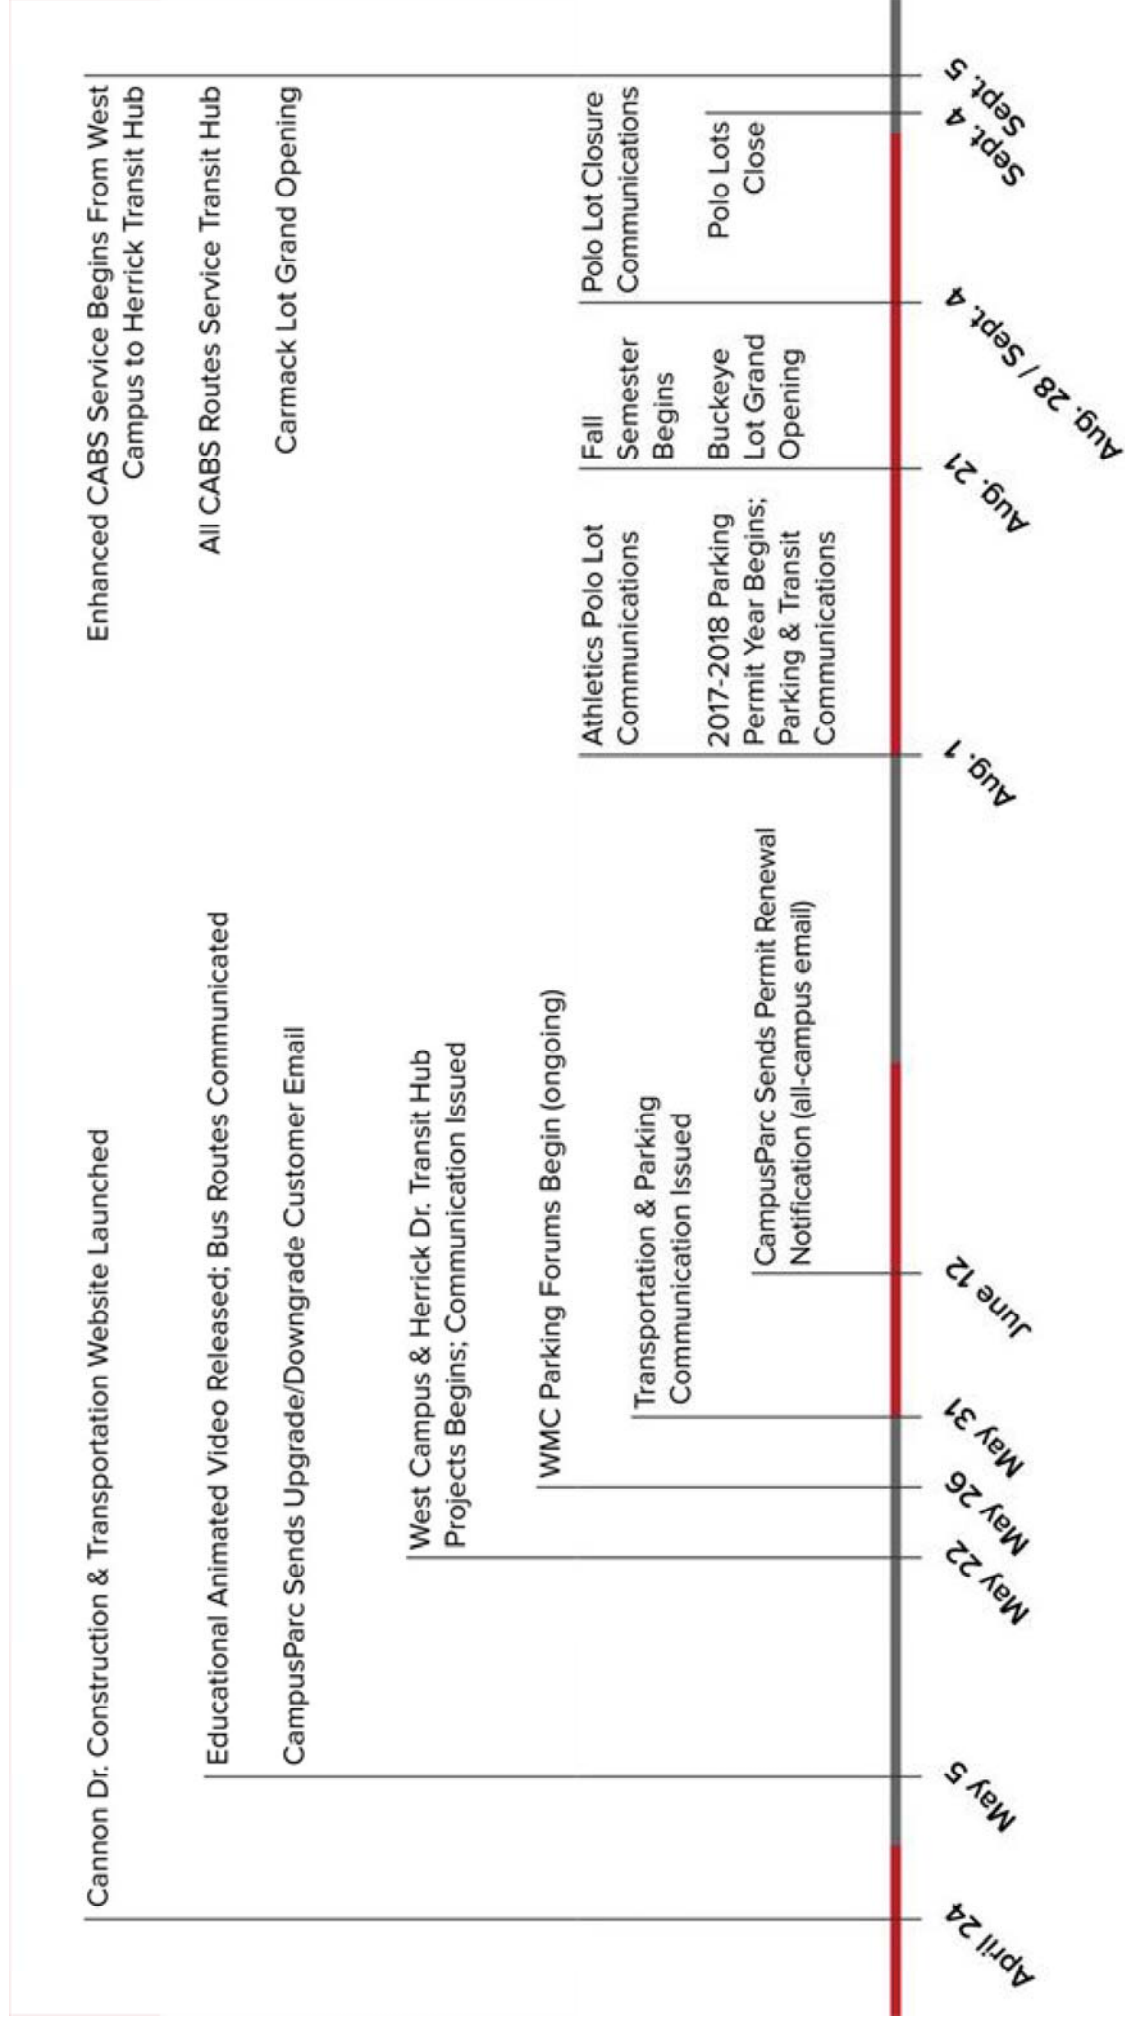 Cannon Dr. Construction & Transportation Website Launched
Educational Animated Video Released; Bus Routes Communicated
CampusParc Sends Upgrade/Downgrade Customer Email
West Campus & Herrick Dr. Transit Hub
Projects Begins; Communication Issued
WMC Parking Forums Begin (ongoing)
Transportation & Parking
Communication Issued
CampusParc Sends Permit Renewal
Notification (all-campus email)
Athletics Polo Lot
Communications
2017-2018 Parking
Permit Year Begins;
Parking & Transit
Communications
Fall
Semester
Begins
Buckeye
Lot Grand
Opening
Polo Lot Closure
Communications
Polo Lots
Close
Enhanced CABS Service Begins From West
Campus to Herrick Transit Hub
All CABS Routes Service Transit Hub
Carmack Lot Grand Opening
April 24
May 5
May 22
May 26
May 31
June 12
Aug. 1
Aug. 21
Aug. 28 / Sept. 4
Sept. 4
Sept. 5